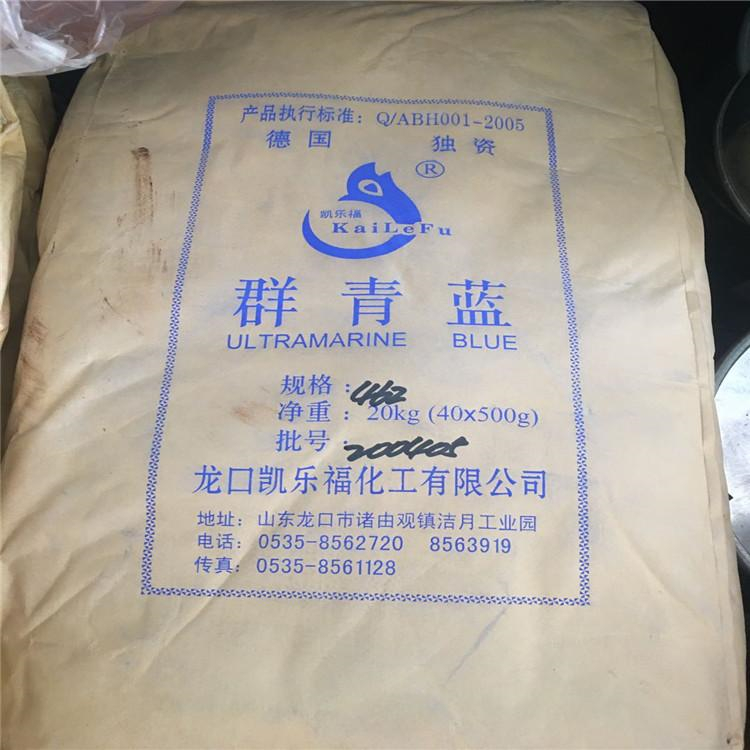 产品执行标准：Q/ABH001-2005
德国 独资
®
凯乐福
KaiLeFu
群青蓝
ULTRAMARINE BLUE
规格：462
净重：20kg (40x500g)
批号：200405
龙口凯乐福化工有限公司
地址：山东龙口市诸由观镇洁月工业园
电话：0535-8562720 8563919
传真：0535-8561128